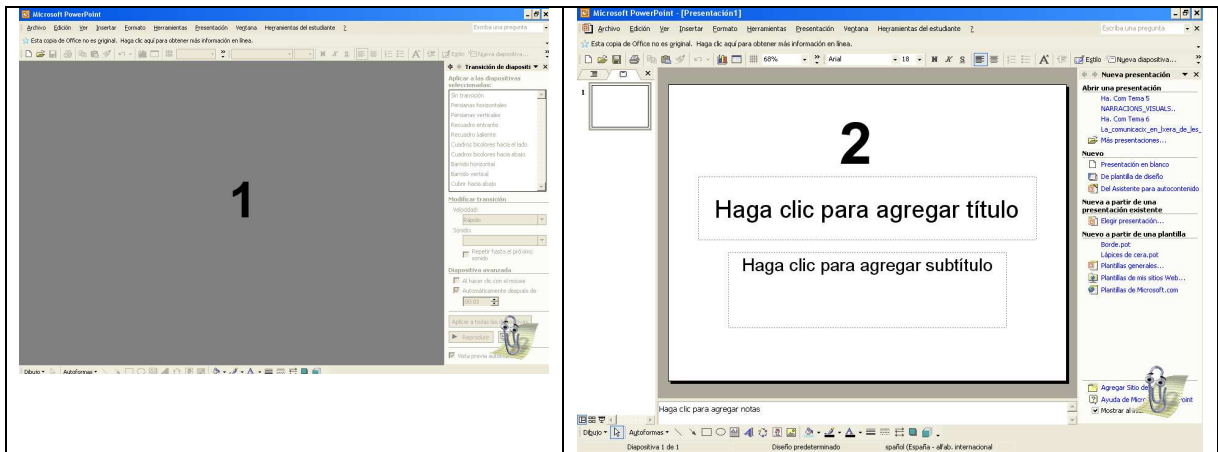 Microsoft PowerPoint
Archivo Edición Ver Insertar Formato Herramientas Presentación Ventana Herramientas del estudiante ?
Escriba una pregunta
Esta copia de Office no es original. Haga clic aquí para obtener más información en línea.
N K S
Estilo Nueva diapositiva...
Transición de diapositi
Aplicar a las diapositivas
seleccionadas:
Sin transición
Persianas horizontales
Persianas verticales
Recuadro entrante
Recuadro saliente
Cuadros bicolores hacia el lado
Cuadros bicolores hacia abajo
Barrido horizontal
Barrido vertical
Cubrir hacia abajo
1
Modificar transición
Velocidad:
Rápido
Sonido:
Repetir hasta el próximo
sonido
Diapositiva avanzada
Al hacer clic con el mouse
Automáticamente después de
00:03
Aplicar a todas las
Reproducir
Vista previa
Dibujo Autoformas
Microsoft PowerPoint - [Presentación1]
Archivo Edición Ver Insertar Formato Herramientas Presentación Ventana Herramientas del estudiante ?
Escriba una pregunta
Esta copia de Office no es original. Haga clic aquí para obtener más información en línea.
68% Arial 18 N K S
Estilo Nueva diapositiva...
1
2
Haga clic para agregar título
Haga clic para agregar subtítulo
Nueva presentación
Abrir una presentación
Ha. Com Tema 5
NARRACIONS_VISUALS..
Ha. Com Tema 6
La_comunicacix_en_lxera_de_les_
Más presentaciones...
Nuevo
Presentación en blanco
De plantilla de diseño
Del Asistente para autocontenido
Nueva a partir de una
presentación existente
Elegir presentación...
Nuevo a partir de una plantilla
Borde.pot
Lápices de cera.pot
Plantillas generales...
Plantillas de mis sitios Web...
Plantillas de Microsoft.com
Agregar Sitio de
Ayuda de Micr oint
Mostrar al
Haga clic para agregar notas
Dibujo Autoformas
Diapositiva 1 de 1 Diseño predeterminado spañol (España - alfab. internacional